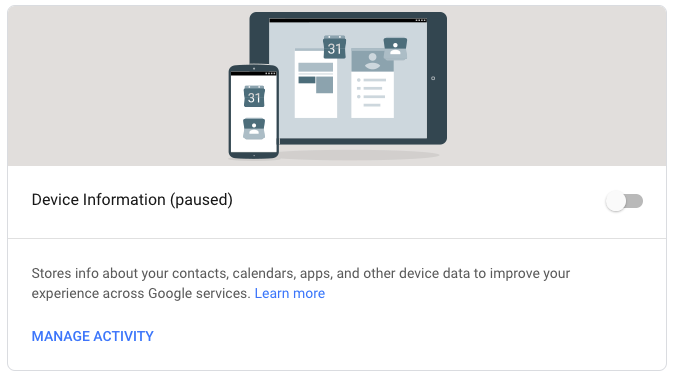 31
31
Device Information (paused)
Stores info about your contacts, calendars, apps, and other device data to improve your
experience across Google services. Learn more
MANAGE ACTIVITY